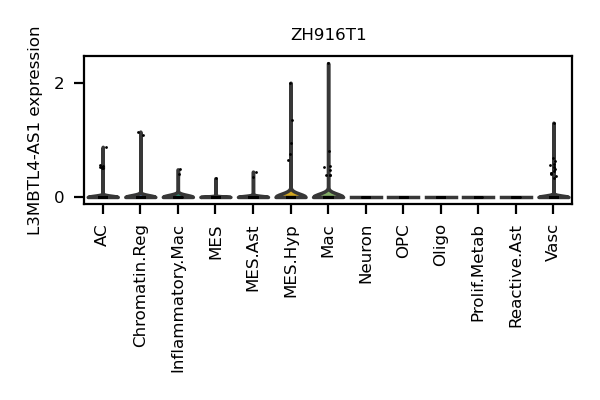 ZH916T1
L3MBTL4-AS1 expression
2
0
AC
Chromatin.Reg
Inflammatory.Mac
MES
MES.Ast
MES.Hyp
Mac
Neuron
OPC
Oligo
Prolif.Metab
Reactive.Ast
Vasc